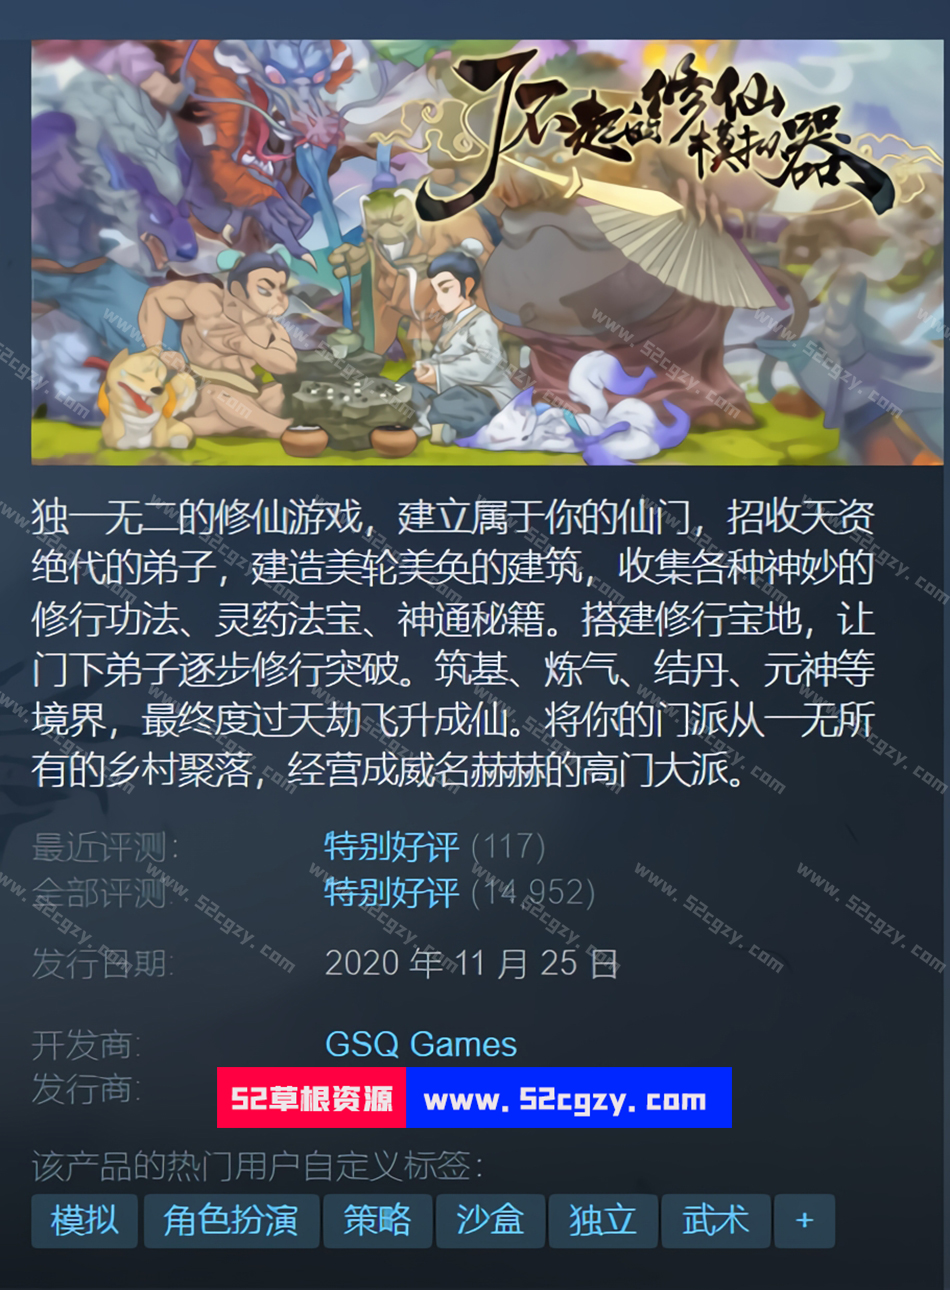 了不起的修仙模拟器
独一无二的修仙游戏，建立属于你的仙门，招收天资
绝代的弟子，建造美轮美奂的建筑，收集各种神妙的
修行功法、灵药法宝、神通秘籍。搭建修行宝地，让
门下弟子逐步修行突破。筑基、炼气、结丹、元神等
境界，最终度过天劫飞升成仙。将你的门派从一无所
有的乡村聚落，经营成威名赫赫的高门大派。
最近评测: 特别好评 (117)
全部评测: 特别好评 (14,952)
发行日期: 2020 年 11 月 25 日
开发商: GSQ Games
发行商:
52草根资源 www.52cgzy.com
该产品的热门用户自定义标签:
模拟 角色扮演 策略 沙盒 独立 武术 +